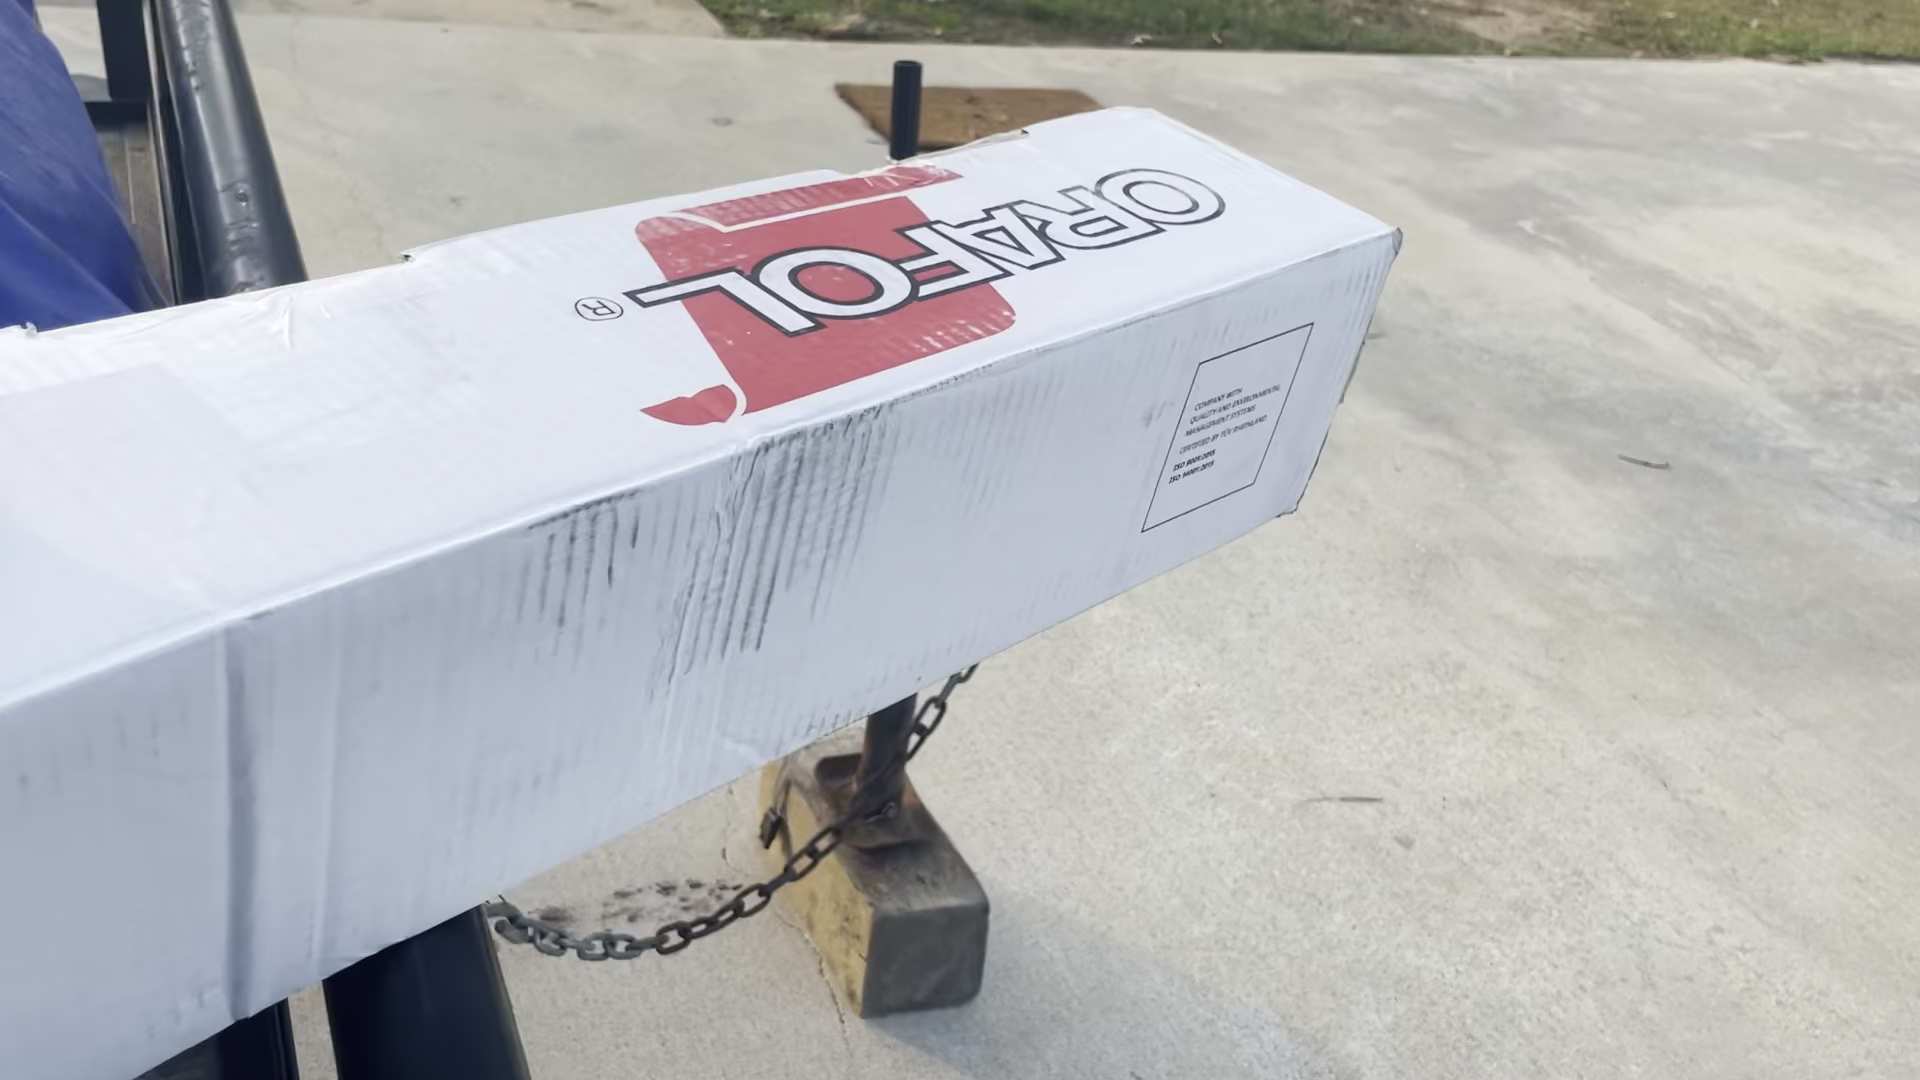 ORAFOL®
COMPANY WITH
QUALITY AND ENVIRONMENTAL
MANAGEMENT SYSTEMS
CERTIFIED BY TÜV RHEINLAND
ISO 9001:2015
ISO 14001:2015